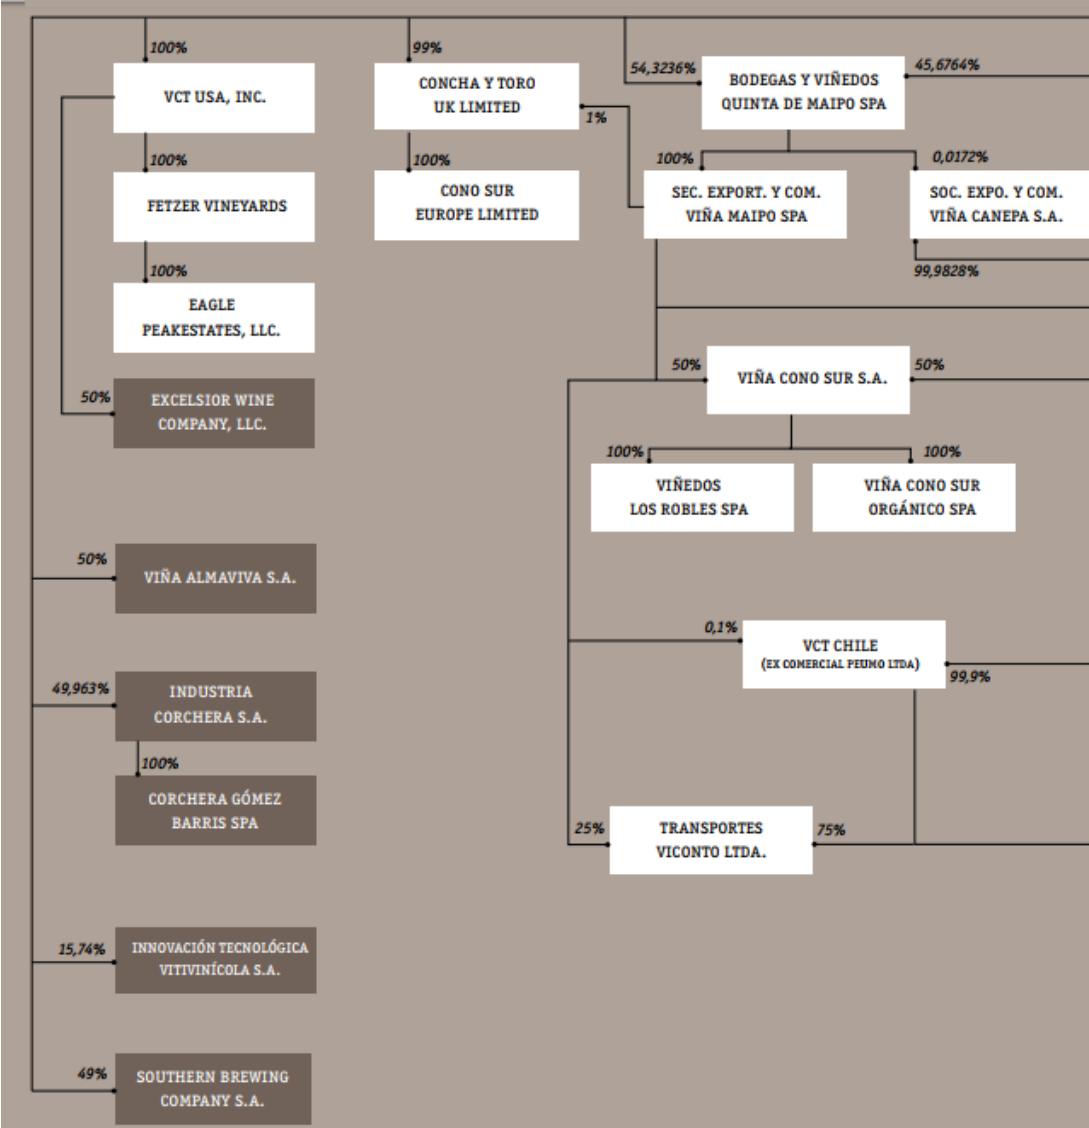 100%
VCT USA, INC.
100%
FETZER VINEYARDS
100%
EAGLE
PEAKESTATES, LLC.
50%
EXCELSIOR WINE
COMPANY, LLC.
50%
VIÑA ALMAVIVA S.A.
49,963%
INDUSTRIA
CORCHERA S.A.
100%
CORCHERA GÓMEZ
BARRIS SPA
15,74%
INNOVACIÓN TECNOLÓGICA
VITIVINÍCOLA S.A.
49%
SOUTHERN BREWING
COMPANY S.A.
99%
CONCHA Y TORO
UK LIMITED
1%
100%
CONO SUR
EUROPE LIMITED
54,3236%
BODEGAS Y VIÑEDOS
QUINTA DE MAIPO SPA
45,6764%
100%
SEC. EXPORT. Y COM.
VIÑA MAIPO SPA
0,0172%
SOC. EXPO. Y COM.
VIÑA CANEPA S.A.
99,9828%
50%
VIÑA CONO SUR S.A.
50%
100%
VIÑEDOS
LOS ROBLES SPA
100%
VIÑA CONO SUR
ORGÁNICO SPA
0,1%
VCT CHILE
(EX COMERCIAL PEUMO LTDA)
99,9%
25%
TRANSPORTES
VICONTO LTDA.
75%